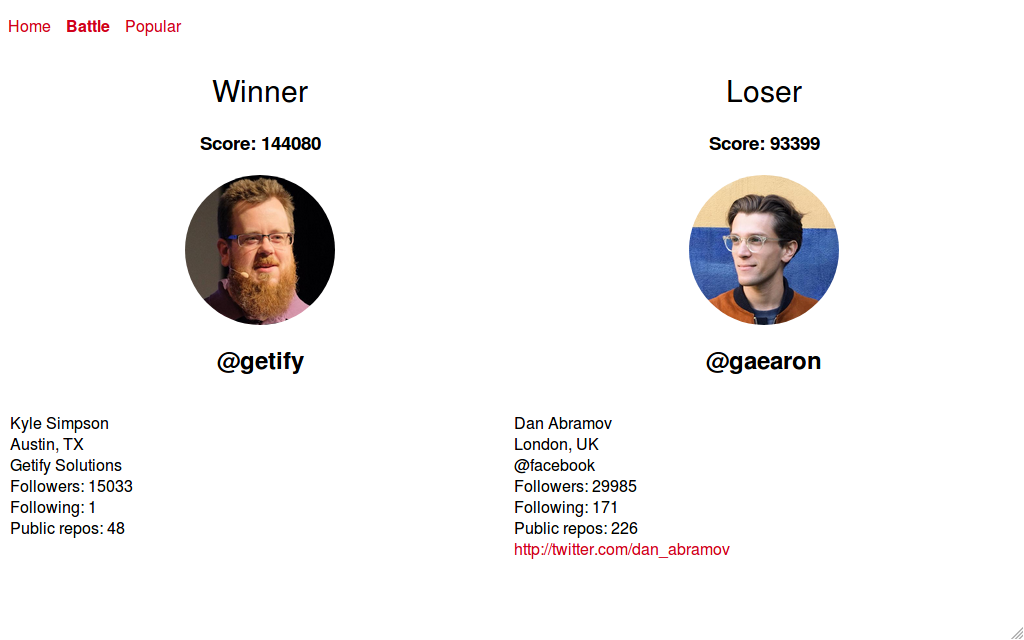 Home Battle Popular
Winner
Score: 144080
@getify
Kyle Simpson
Austin, TX
Getify Solutions
Followers: 15033
Following: 1
Public repos: 48
Loser
Score: 93399
@gaearon
Dan Abramov
London, UK
@facebook
Followers: 29985
Following: 171
Public repos: 226
http://twitter.com/dan_abramov